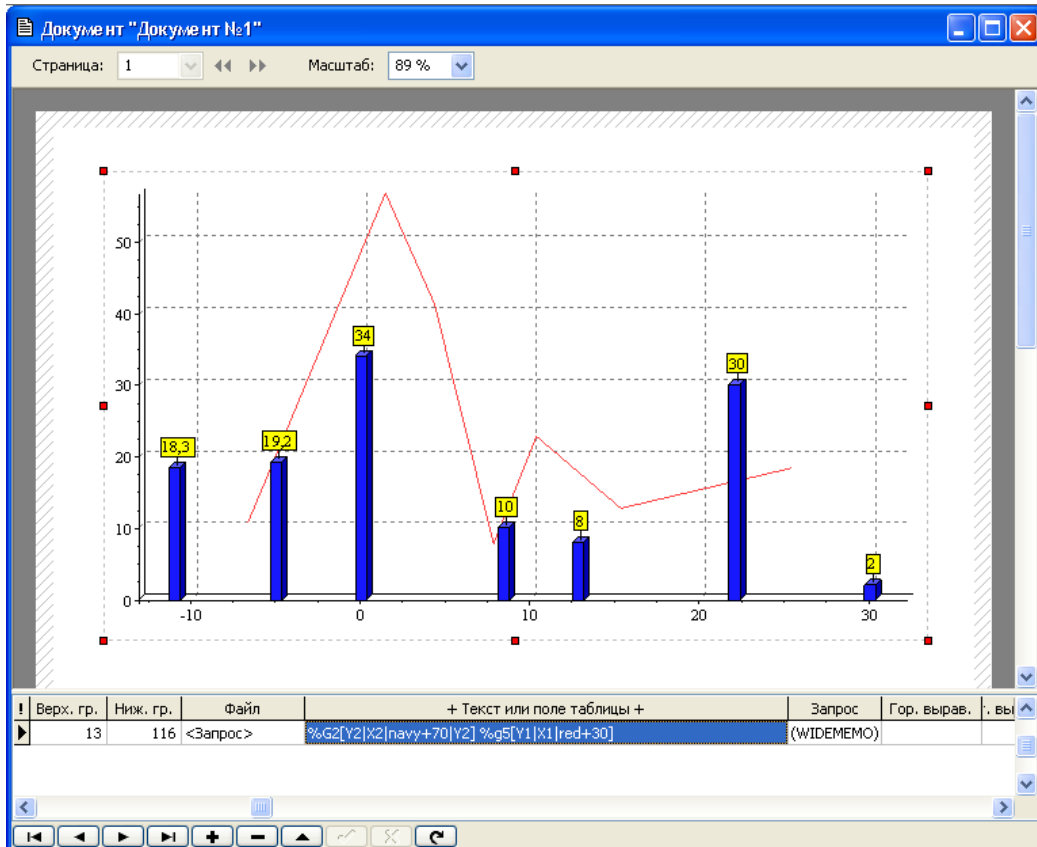 Документ "Документ №1"
Страница: 1 Масштаб: 89 %
50
40
34
30
30
20
18,3
19,2
10
10
8
2
0
-10 0 10 20 30
! Верх. гр. Ниж. гр. Файл + Текст или поле таблицы + Запрос Гор. вырав. . вы
13 116 <Запрос> %G2[Y2|X2|navy+70|Y2] %g5[Y1|X1|red+30] (WIDEMEMO)